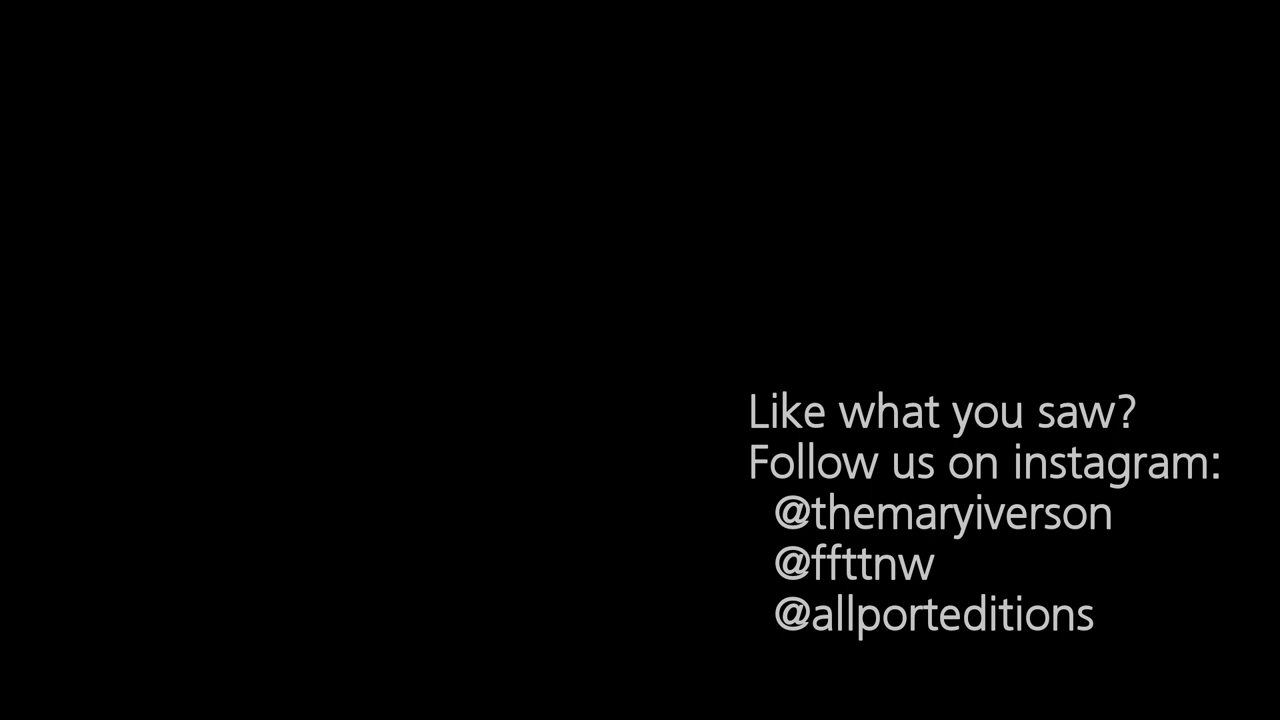 Like what you saw?
Follow us on instagram:
@themaryiverson
@ffttnw
@allporteditions